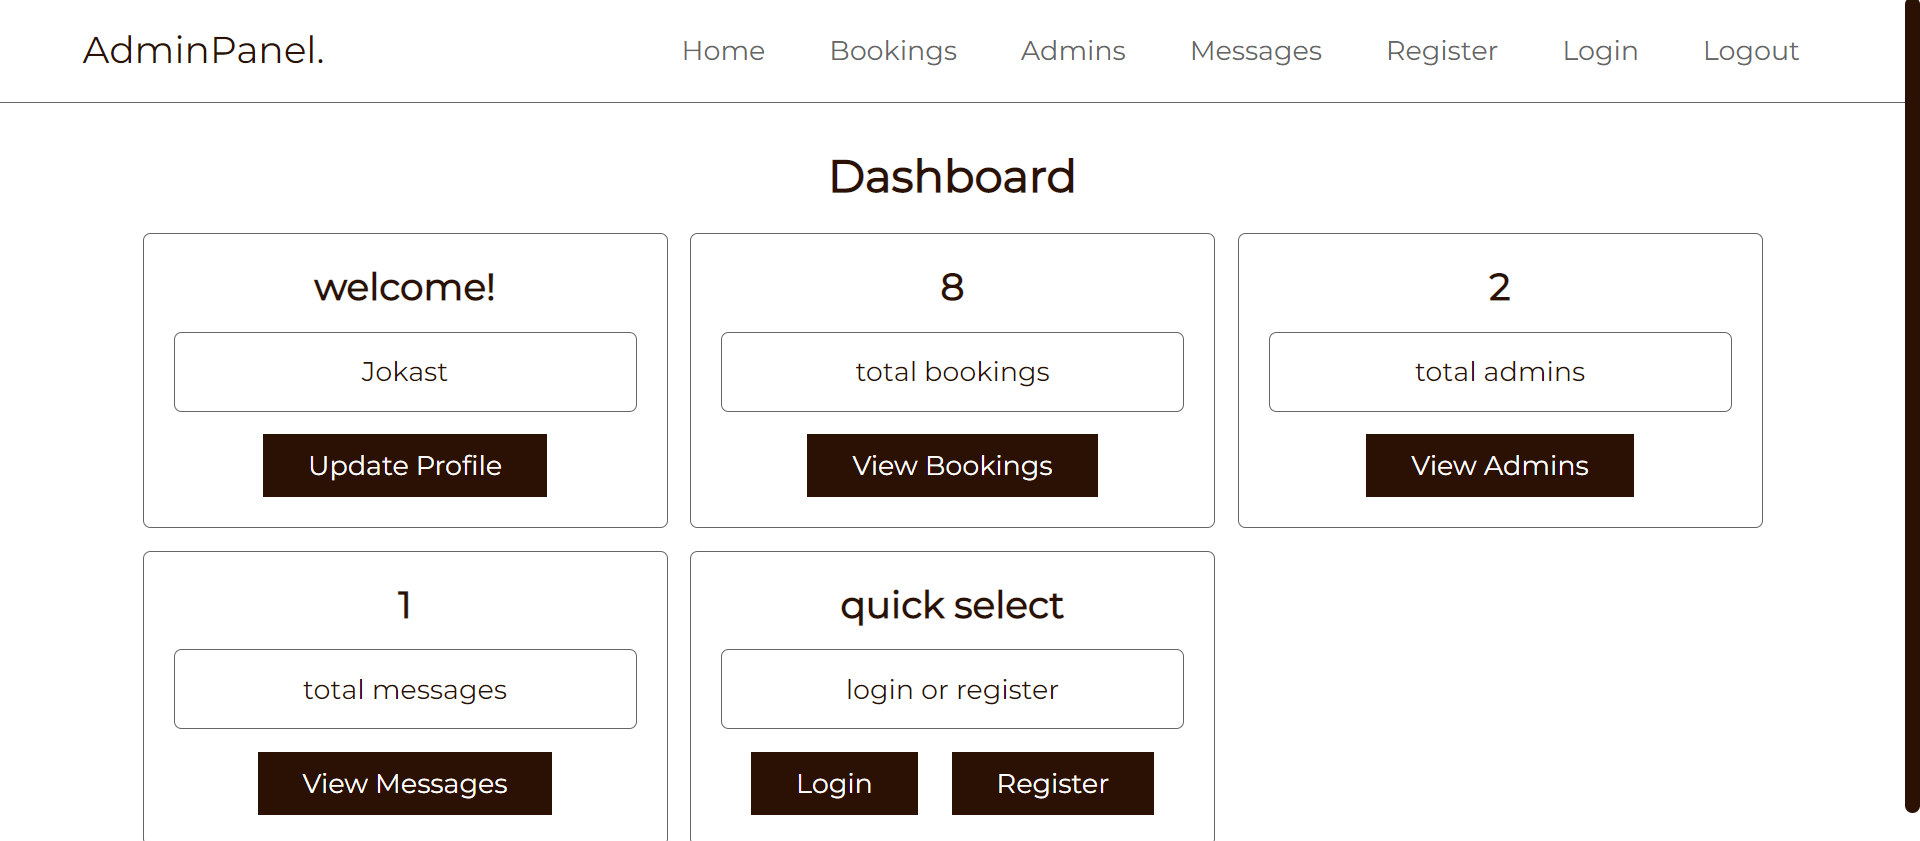 AdminPanel.
Home Bookings Admins Messages Register Login Logout
Dashboard
welcome!
Jokast
Update Profile
8
total bookings
View Bookings
2
total admins
View Admins
1
total messages
View Messages
quick select
login or register
Login Register